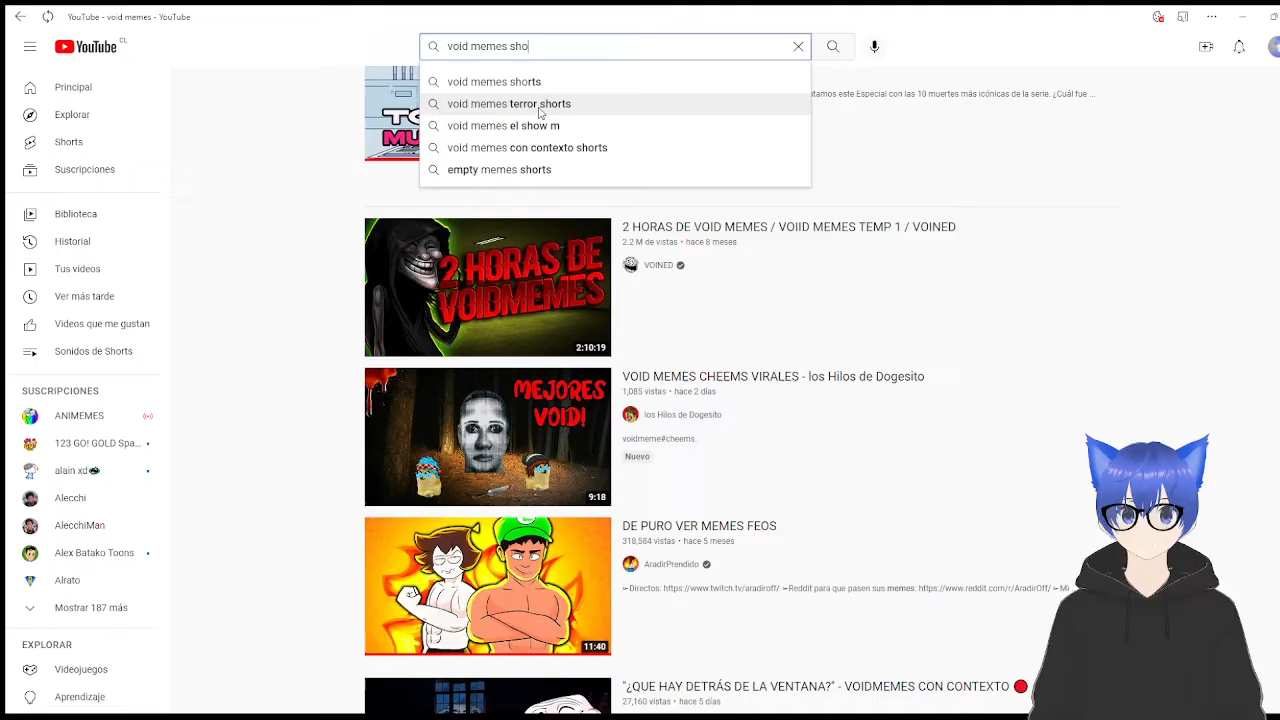 YouTube - void memes - YouTube
YouTube CL
void memes sho
void memes shorts
void memes terror shorts
void memes el show m
void memes con contexto shorts
empty memes shorts
Principal
Explorar
Shorts
Suscripciones
Biblioteca
Historial
Tus videos
Ver más tarde
Videos que me gustan
Sonidos de Shorts
SUSCRIPCIONES
ANIMEMES
123 GO! GOLD Spa...
alain xd
Alecchi
AlecchiMan
Alex Batako Toons
Alrato
Mostrar 187 más
EXPLORAR
Videojuegos
Aprendizaje
utamos este Especial con las 10 muertes más icónicas de la serie. ¿Cuál fue ...
2 HORAS DE
VOIDMEMES
2:10:19
2 HORAS DE VOID MEMES / VOIID MEMES TEMP 1 / VOINED
2.2 M de vistas • hace 8 meses
VOINED
MEJORES
VOID!
9:18
VOID MEMES CHEEMS VIRALES - los Hilos de Dogesito
1,085 vistas • hace 2 días
los Hilos de Dogesito
voidmeme#cheems.
Nuevo
11:40
DE PURO VER MEMES FEOS
318,584 vistas • hace 5 meses
AradirPrendido
➢Directos: https://www.twitch.tv/aradiroff/ ➢Reddit para que pasen sus memes: https://www.reddit.com/r/AradirOff/ ➢Mi
"¿QUE HAY DETRÁS DE LA VENTANA?" - VOIDMEMES CON CONTEXTO
27,160 vistas • hace 5 días